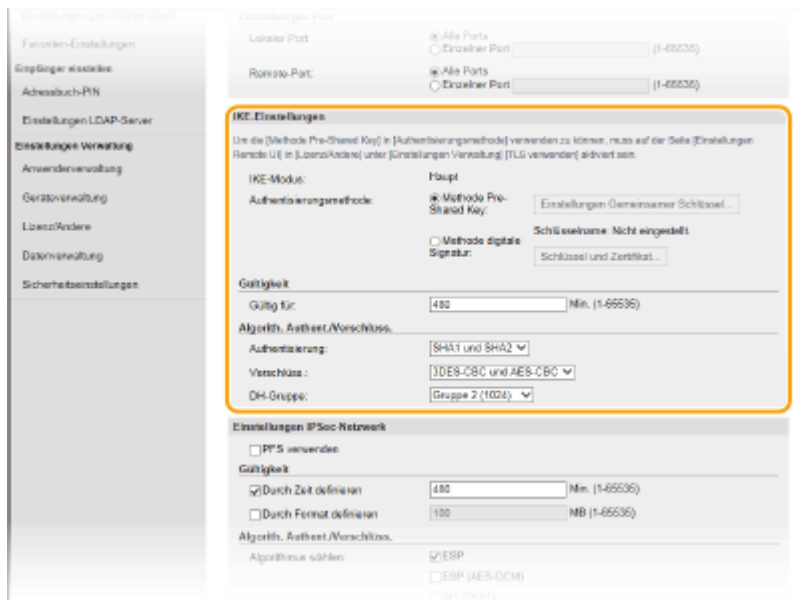 Einstellungen gewählte Zeilen
Favoriten-Einstellungen
Empfänger einstellen
Adressbuch-PIN
Einstellungen LDAP-Server
Einstellungen Verwaltung
Anwenderverwaltung
Geräteverwaltung
Lizenz/Andere
Datenverwaltung
Sicherheitseinstellungen
Einstellungen Port
Lokaler Port:
Alle Ports
Einzelner Port
(1-65535)
Remote-Port:
Alle Ports
Einzelner Port
(1-65535)
IKE-Einstellungen
Um die [Methode Pre-Shared Key] in [Authentisierungsmethode] verwenden zu können, muss auf der Seite [Einstellungen
Remote UI] in [Lizenz/Andere] unter [Einstellungen Verwaltung] [TLS verwenden] aktiviert sein.
IKE-Modus:
Haupt
Authentisierungsmethode:
Methode Pre-
Shared Key:
Einstellungen Gemeinsamer Schlüssel...
Schlüsselname: Nicht eingestellt.
Methode digitale
Signatur:
Schlüssel und Zertifikat...
Gültigkeit
Gültig für:
480
Min. (1-65535)
Algorith. Authent./Verschlüss.
Authentisierung:
SHA1 und SHA2
Verschlüss.:
3DES-CBC und AES-CBC
DH-Gruppe:
Gruppe 2 (1024)
Einstellungen IPSec-Netzwerk
PFS verwenden
Gültigkeit
Durch Zeit definieren
480
Min. (1-65535)
Durch Format definieren
100
MB (1-65535)
Algorith. Authent./Verschlüss.
Algorithmus wählen:
ESP
ESP (AES-GCM)